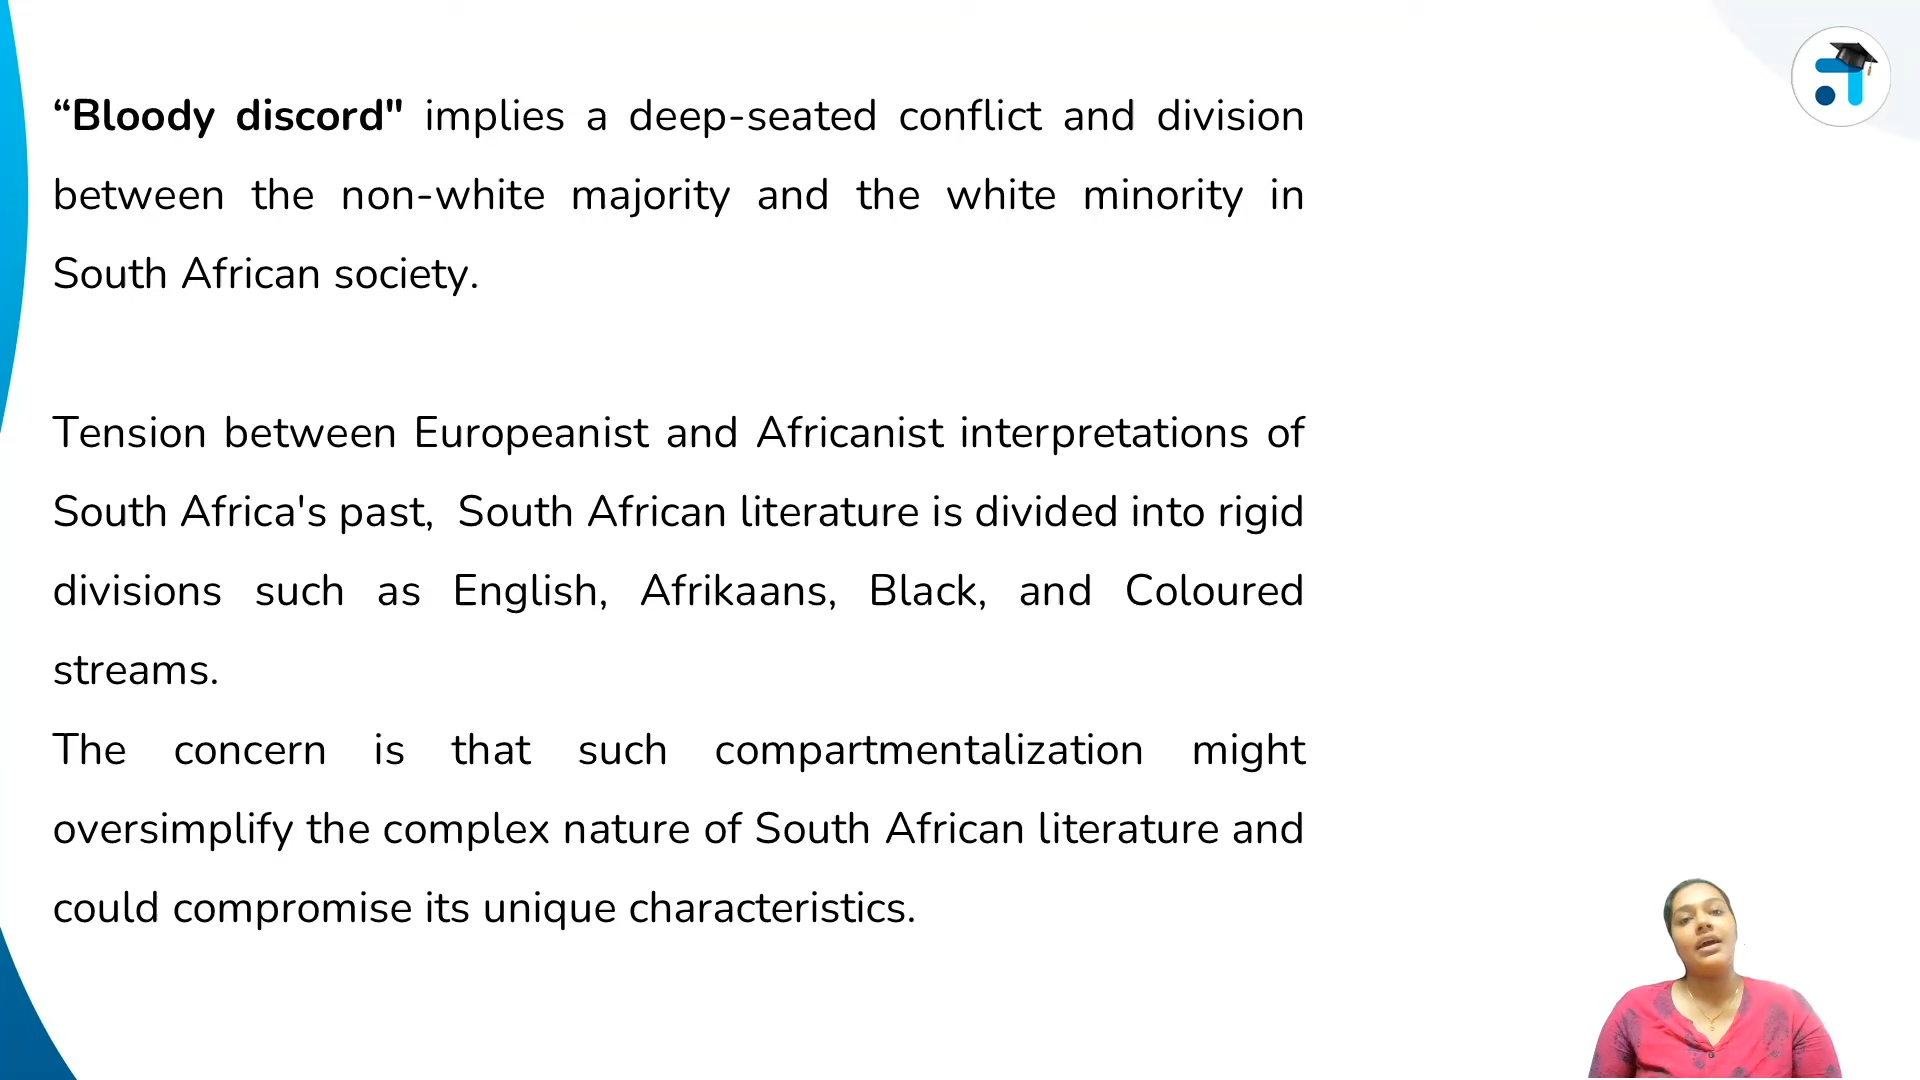 “Bloody discord" implies a deep-seated conflict and division
between the non-white majority and the white minority in
South African society.
Tension between Europeanist and Africanist interpretations of
South Africa's past, South African literature is divided into rigid
divisions such as English, Afrikaans, Black, and Coloured
streams.
The concern is that such compartmentalization might
oversimplify the complex nature of South African literature and
could compromise its unique characteristics.